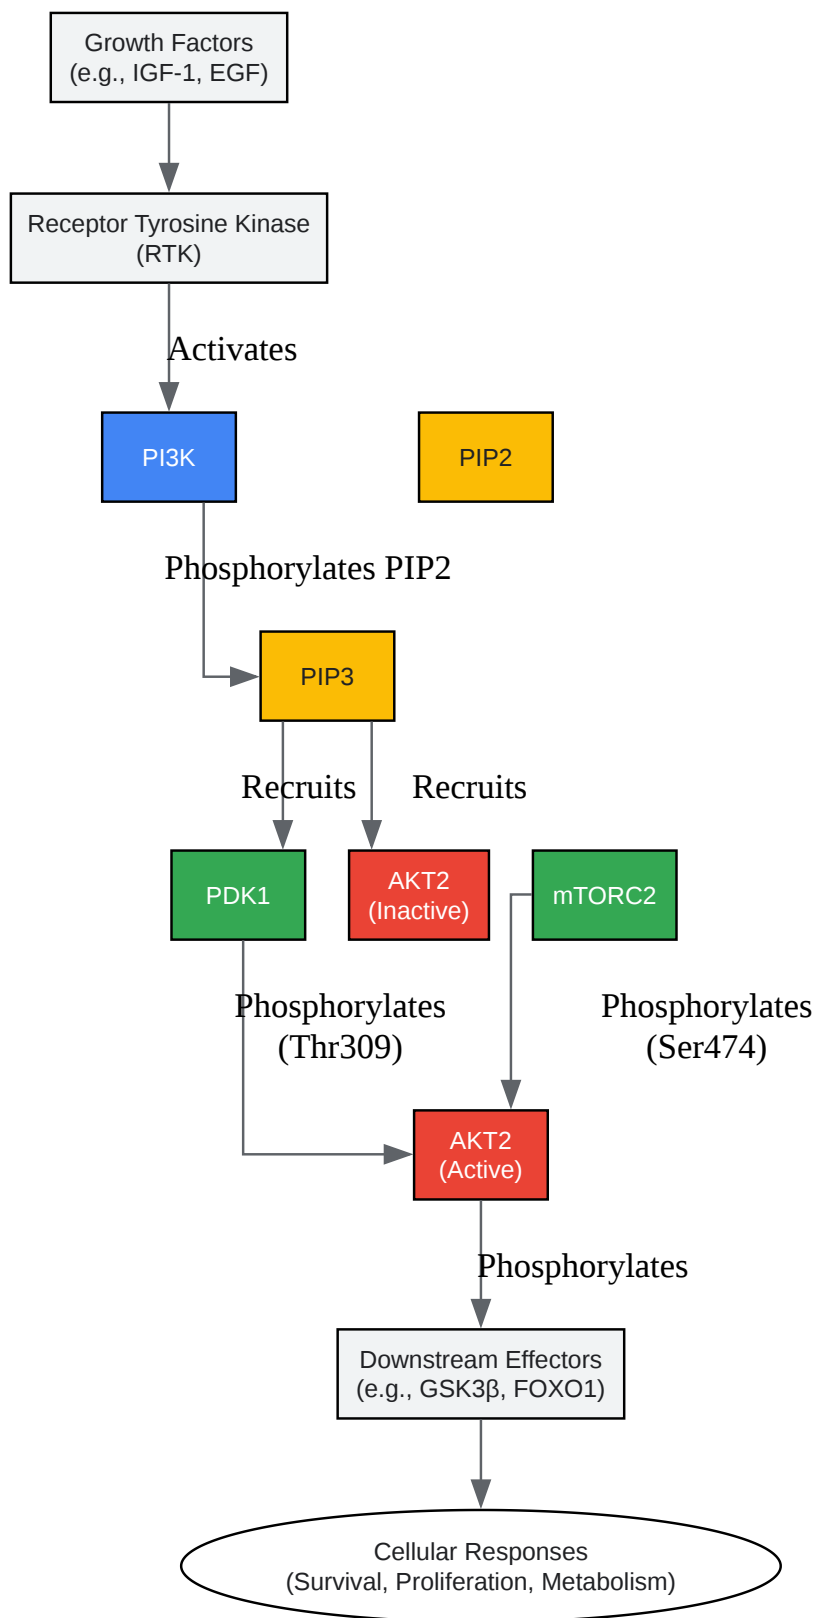 Growth Factors
(e.g., IGF-1, EGF)
Receptor Tyrosine Kinase
(RTK)
Activates
PI3K
PIP2
Phosphorylates PIP2
PIP3
Recruits
Recruits
PDK1
AKT2
(Inactive)
mTORC2
Phosphorylates
(Thr309)
Phosphorylates
(Ser474)
AKT2
(Active)
Phosphorylates
Downstream Effectors
(e.g., GSK3β, FOXO1)
Cellular Responses
(Survival, Proliferation, Metabolism)